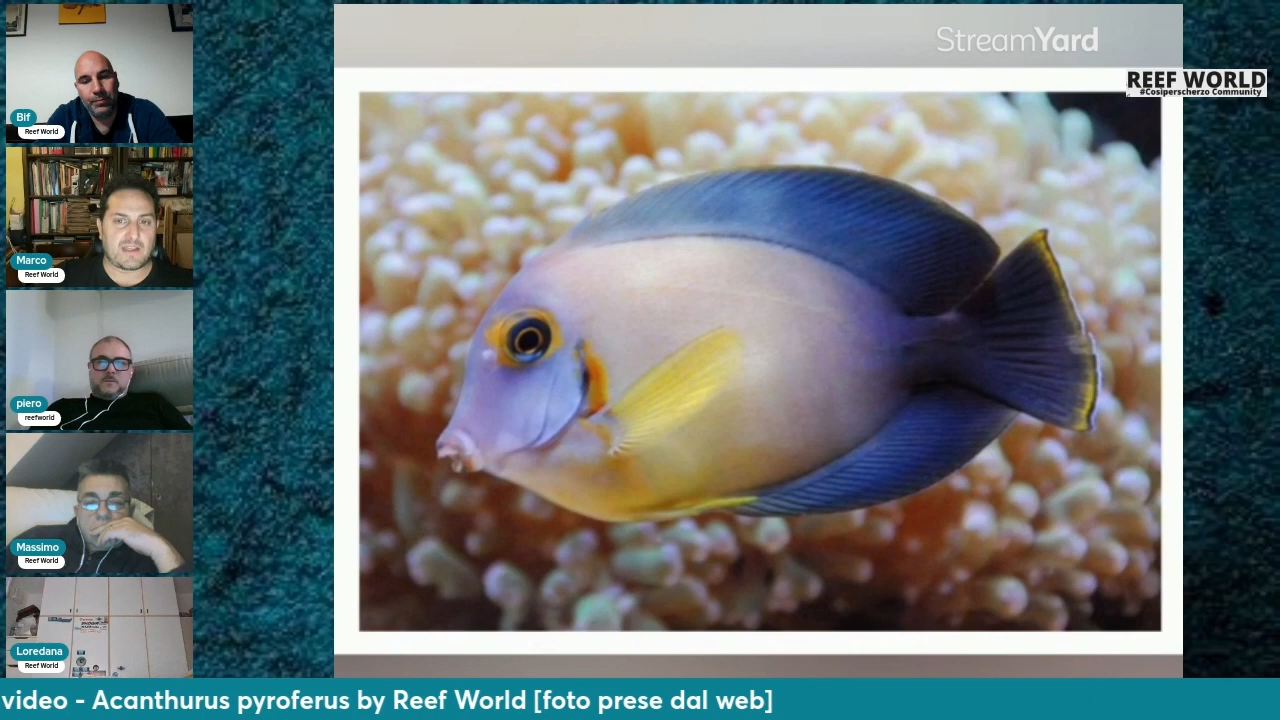 StreamYard
REEF WORLD
#Cosiperscherzo Community
Bif
Reef World
Marco
Reef World
piero
reefworld
Massimo
Reef World
Loredana
Reef World
video - Acanthurus pyroferus by Reef World [foto prese dal web]